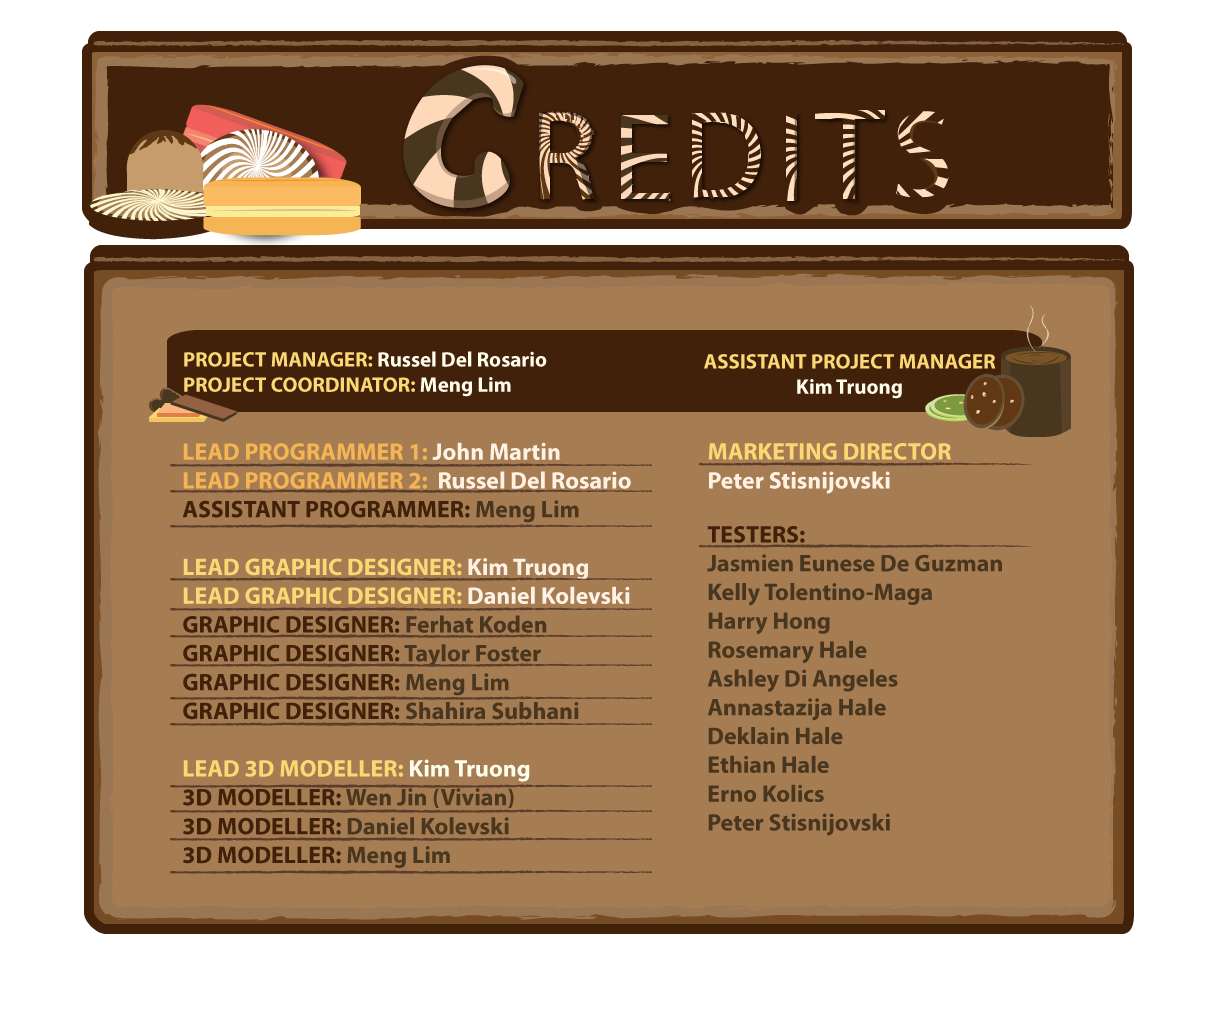 CREDITS
PROJECT MANAGER: Russel Del Rosario
PROJECT COORDINATOR: Meng Lim
ASSISTANT PROJECT MANAGER
Kim Truong
LEAD PROGRAMMER 1: John Martin
LEAD PROGRAMMER 2: Russel Del Rosario
ASSISTANT PROGRAMMER: Meng Lim
LEAD GRAPHIC DESIGNER: Kim Truong
LEAD GRAPHIC DESIGNER: Daniel Kolevski
GRAPHIC DESIGNER: Ferhat Koden
GRAPHIC DESIGNER: Taylor Foster
GRAPHIC DESIGNER: Meng Lim
GRAPHIC DESIGNER: Shahira Subhani
LEAD 3D MODELLER: Kim Truong
3D MODELLER: Wen Jin (Vivian)
3D MODELLER: Daniel Kolevski
3D MODELLER: Meng Lim
MARKETING DIRECTOR
Peter Stisnijovski
TESTERS:
Jasmien Eunese De Guzman
Kelly Tolentino-Maga
Harry Hong
Rosemary Hale
Ashley Di Angeles
Annastazija Hale
Deklain Hale
Ethian Hale
Erno Kolics
Peter Stisnijovski